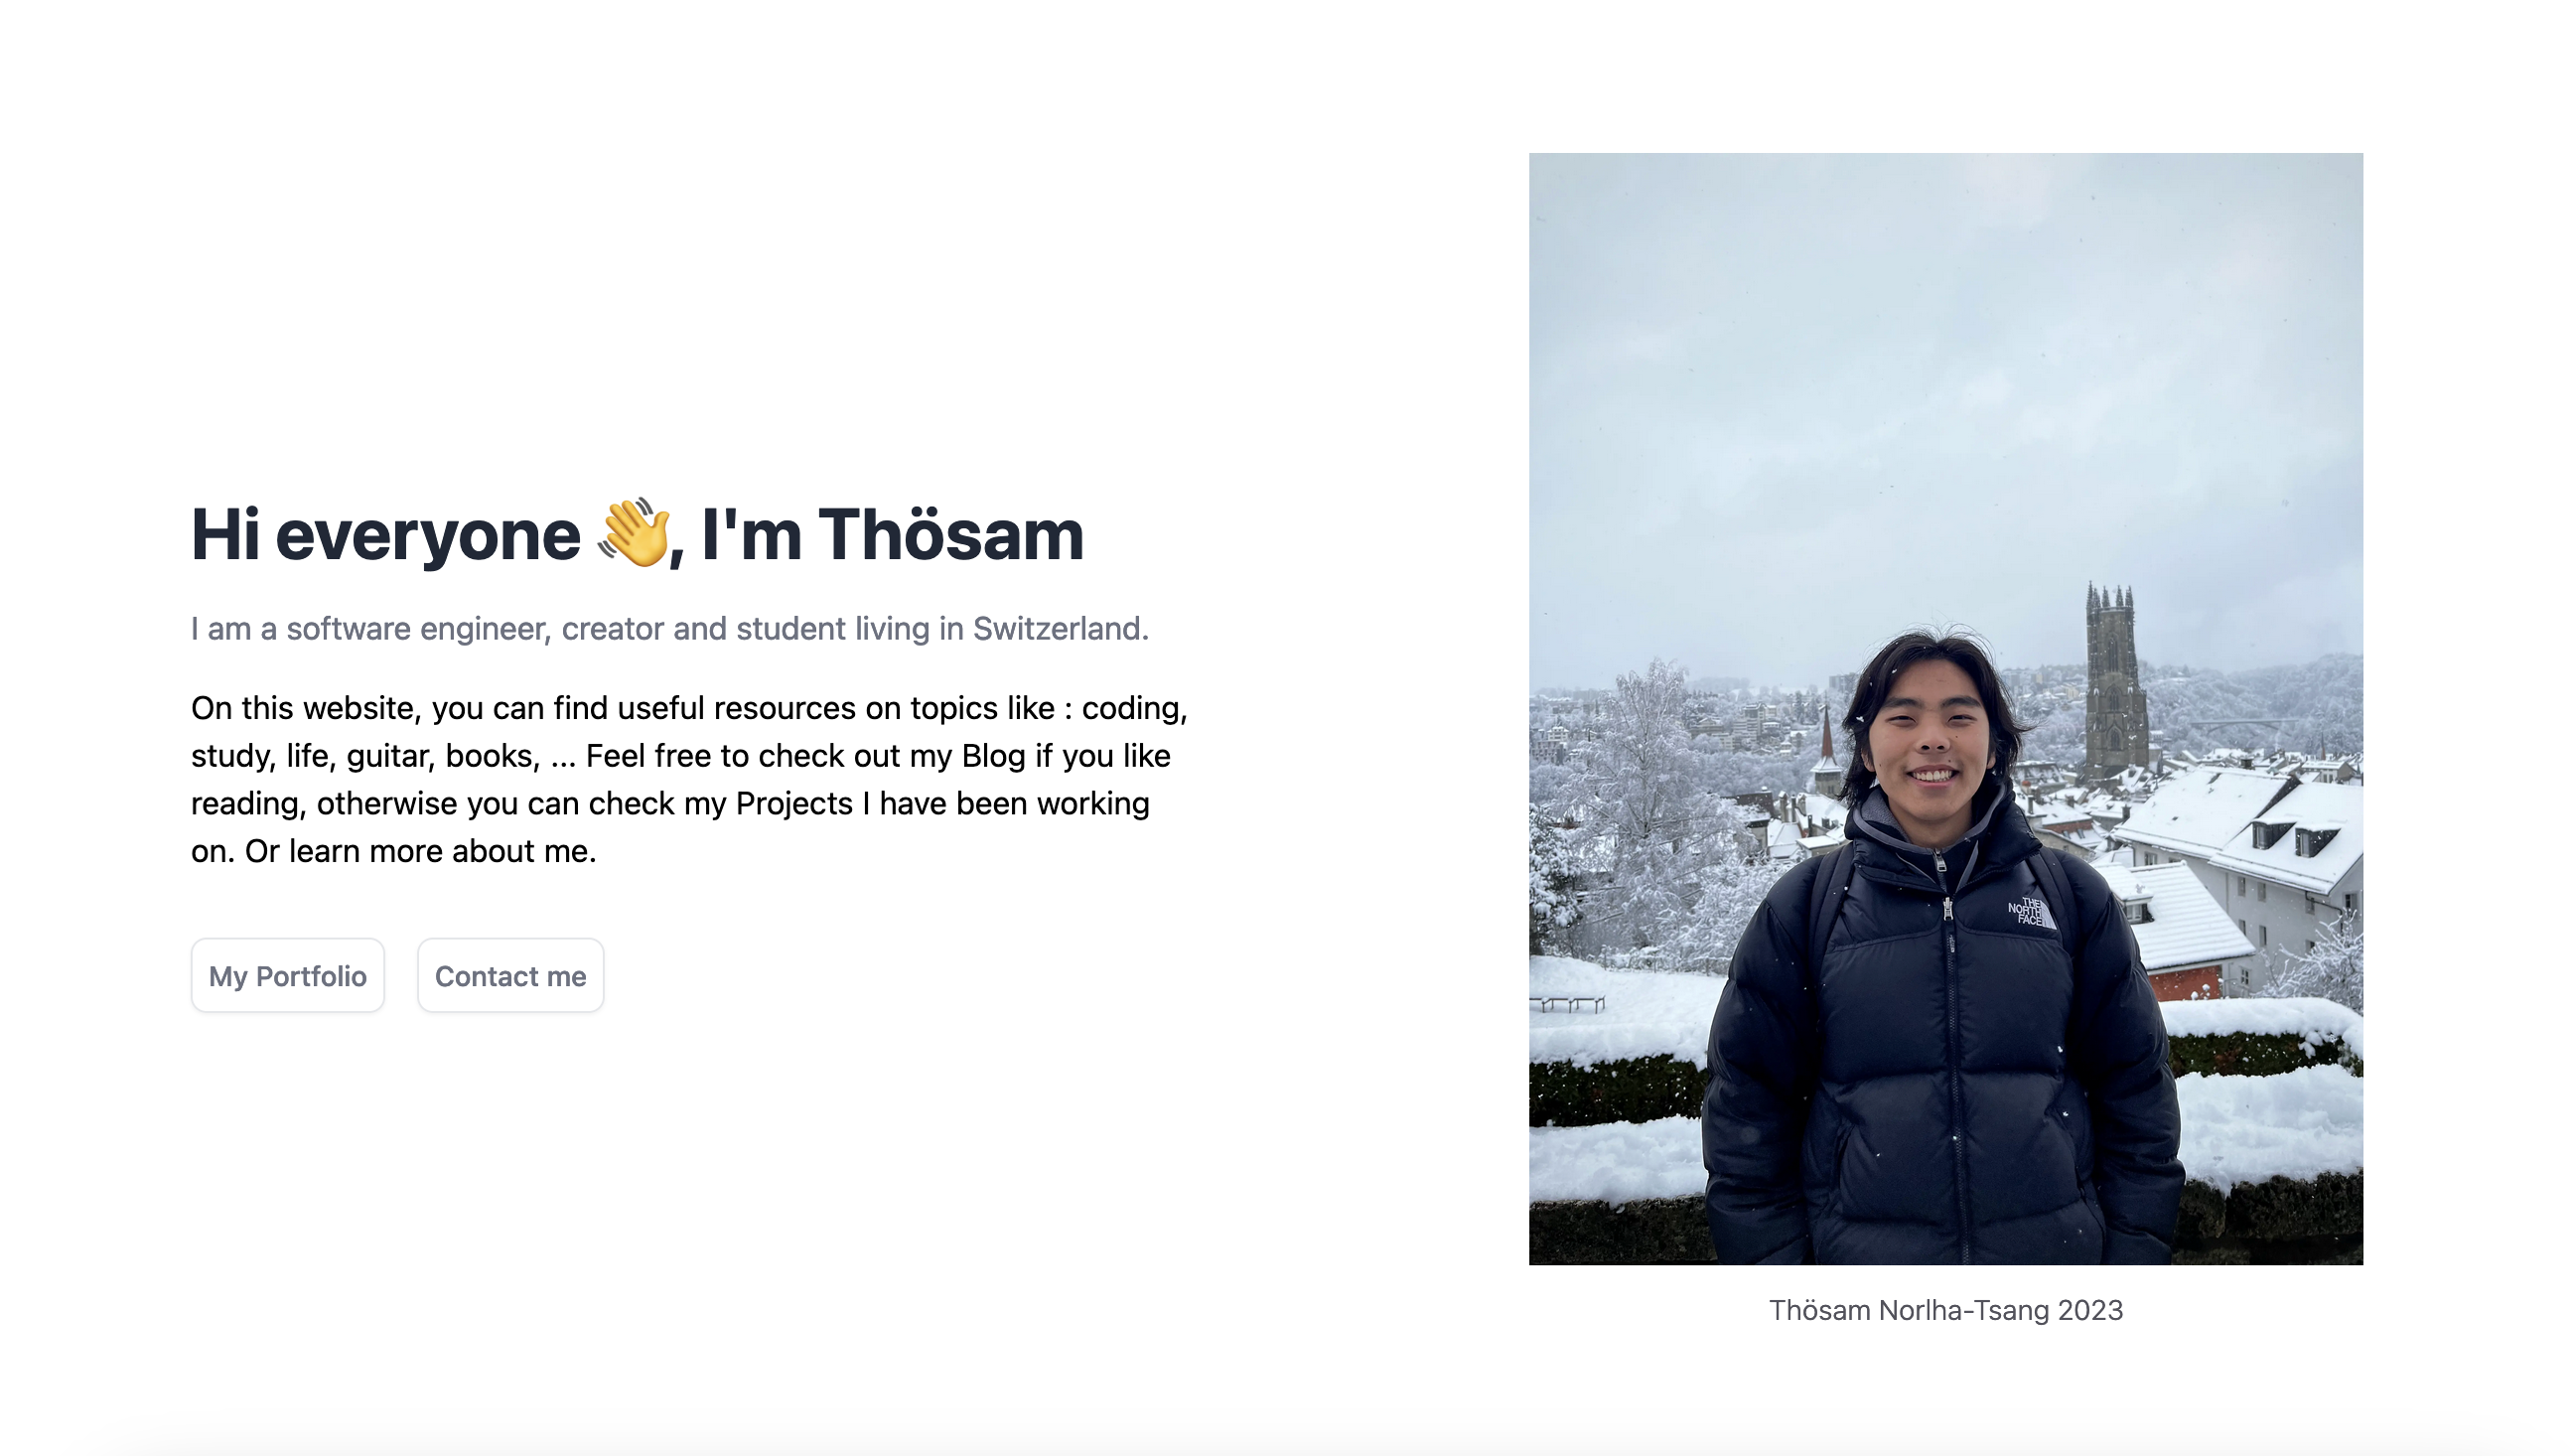 Hi everyone 👋, I'm Thösam
I am a software engineer, creator and student living in Switzerland.
On this website, you can find useful resources on topics like : coding,
study, life, guitar, books, ... Feel free to check out my Blog if you like
reading, otherwise you can check my Projects I have been working
on. Or learn more about me.
My Portfolio
Contact me
THE
NORTH
FACE
Thösam Norlha-Tsang 2023